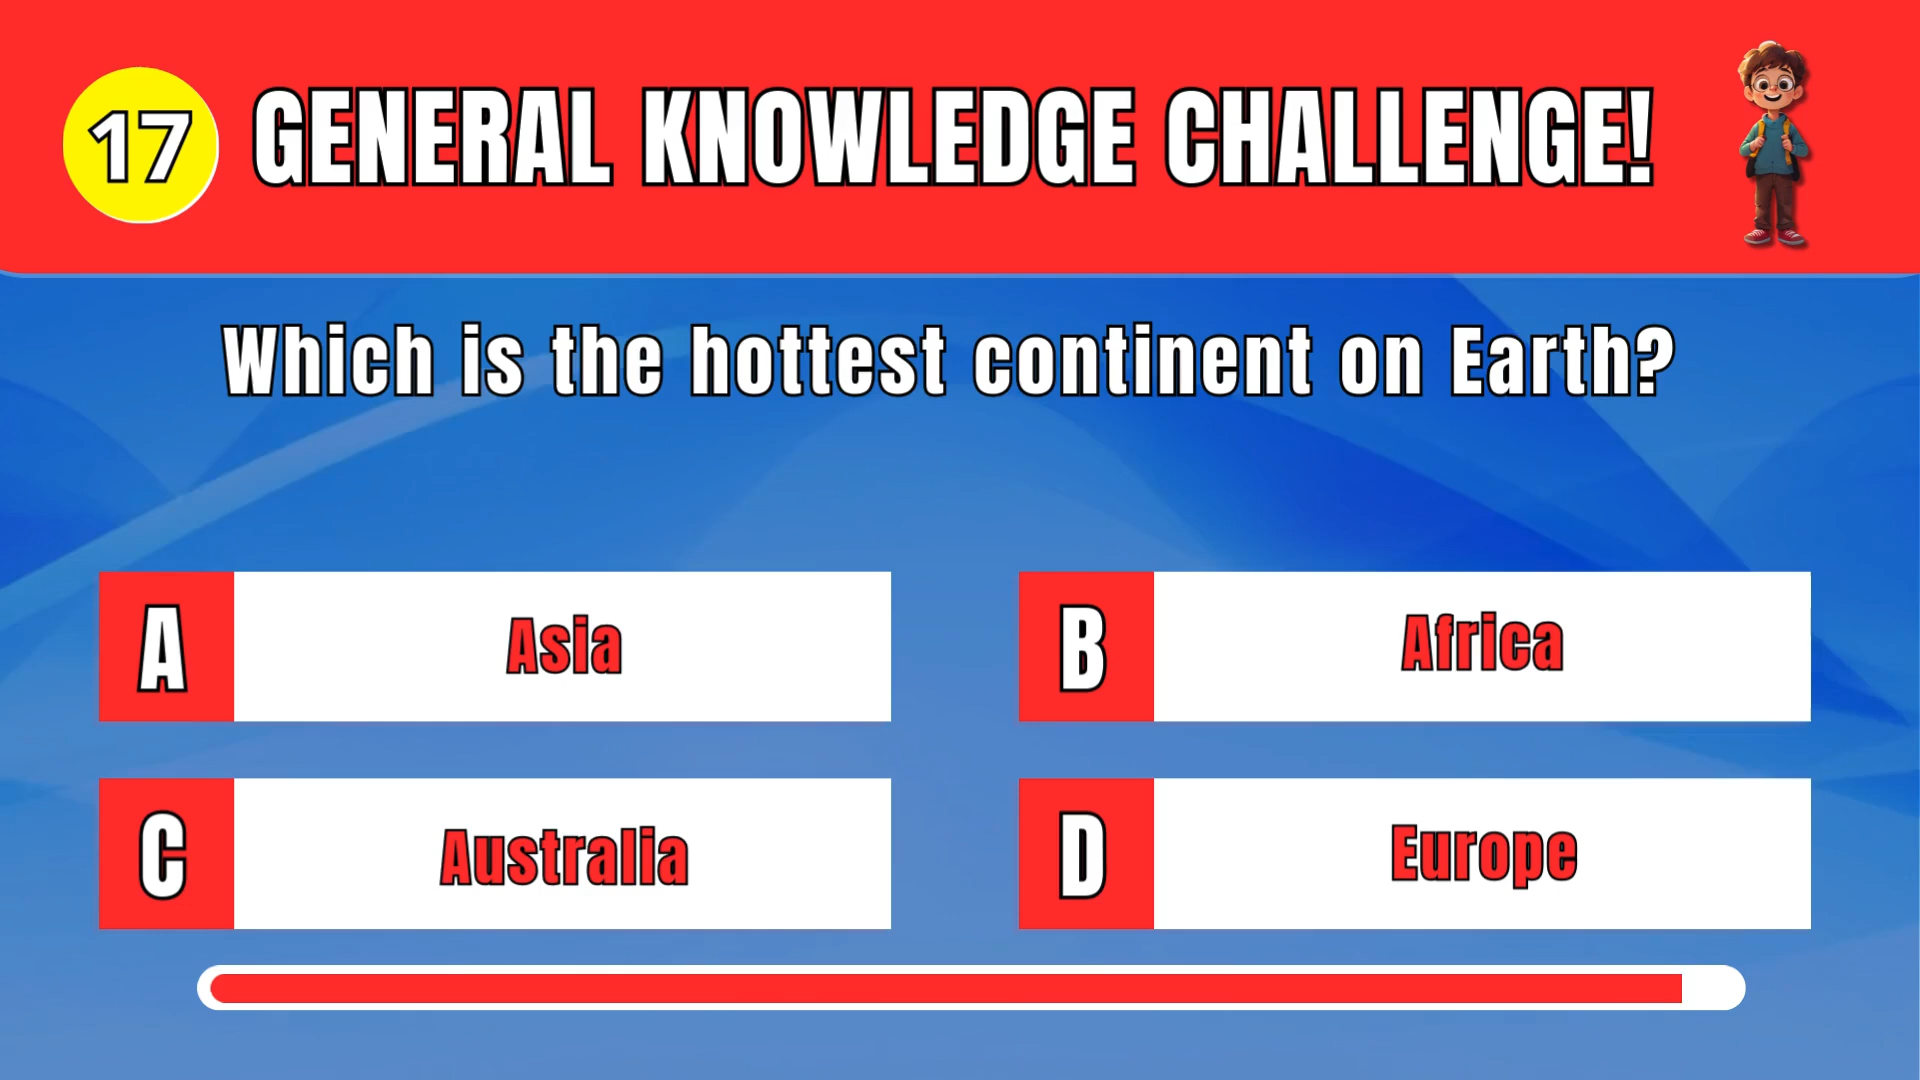 17
GENERAL KNOWLEDGE CHALLENGE!
Which is the hottest continent on Earth?
A
Asia
B
Africa
C
Australia
D
Europe